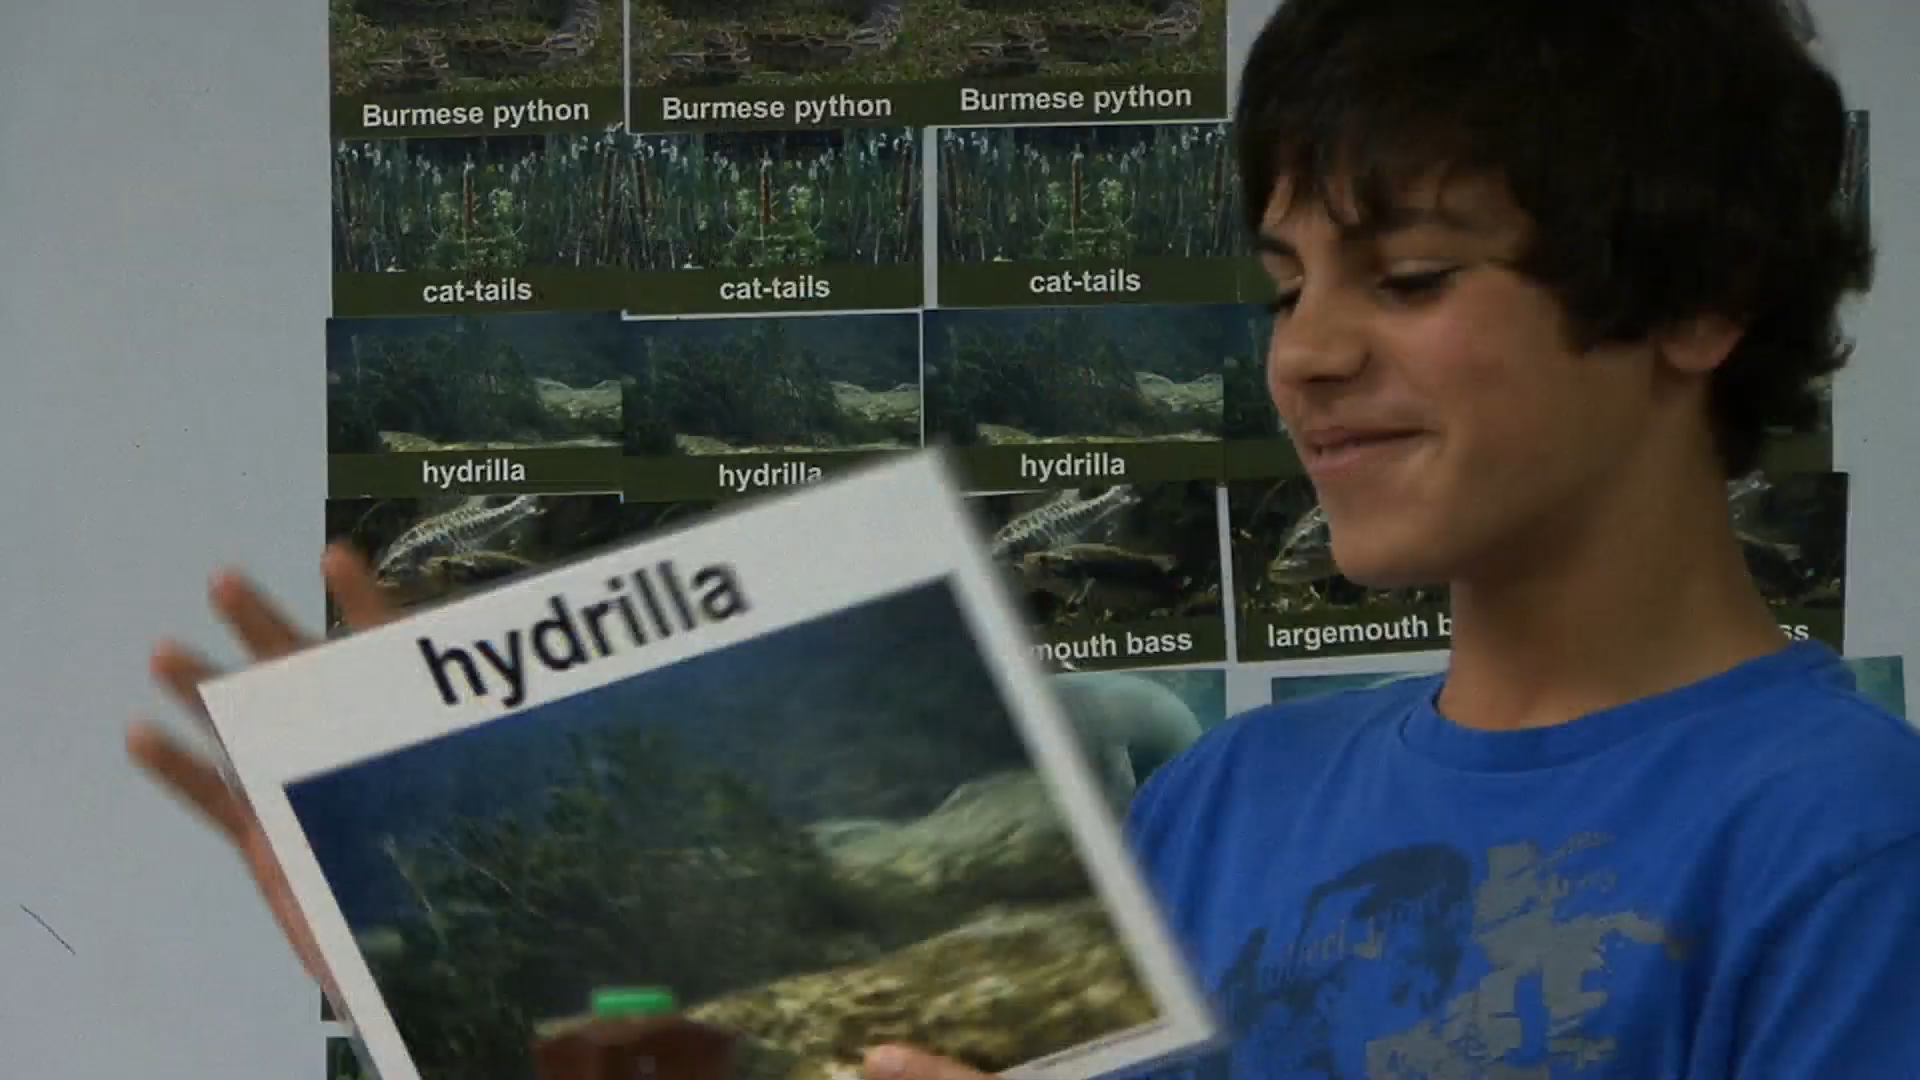 Burmese python Burmese python Burmese python
cat-tails cat-tails cat-tails
hydrilla hydrilla hydrilla
mouth bass largemouth b ss
hydrilla